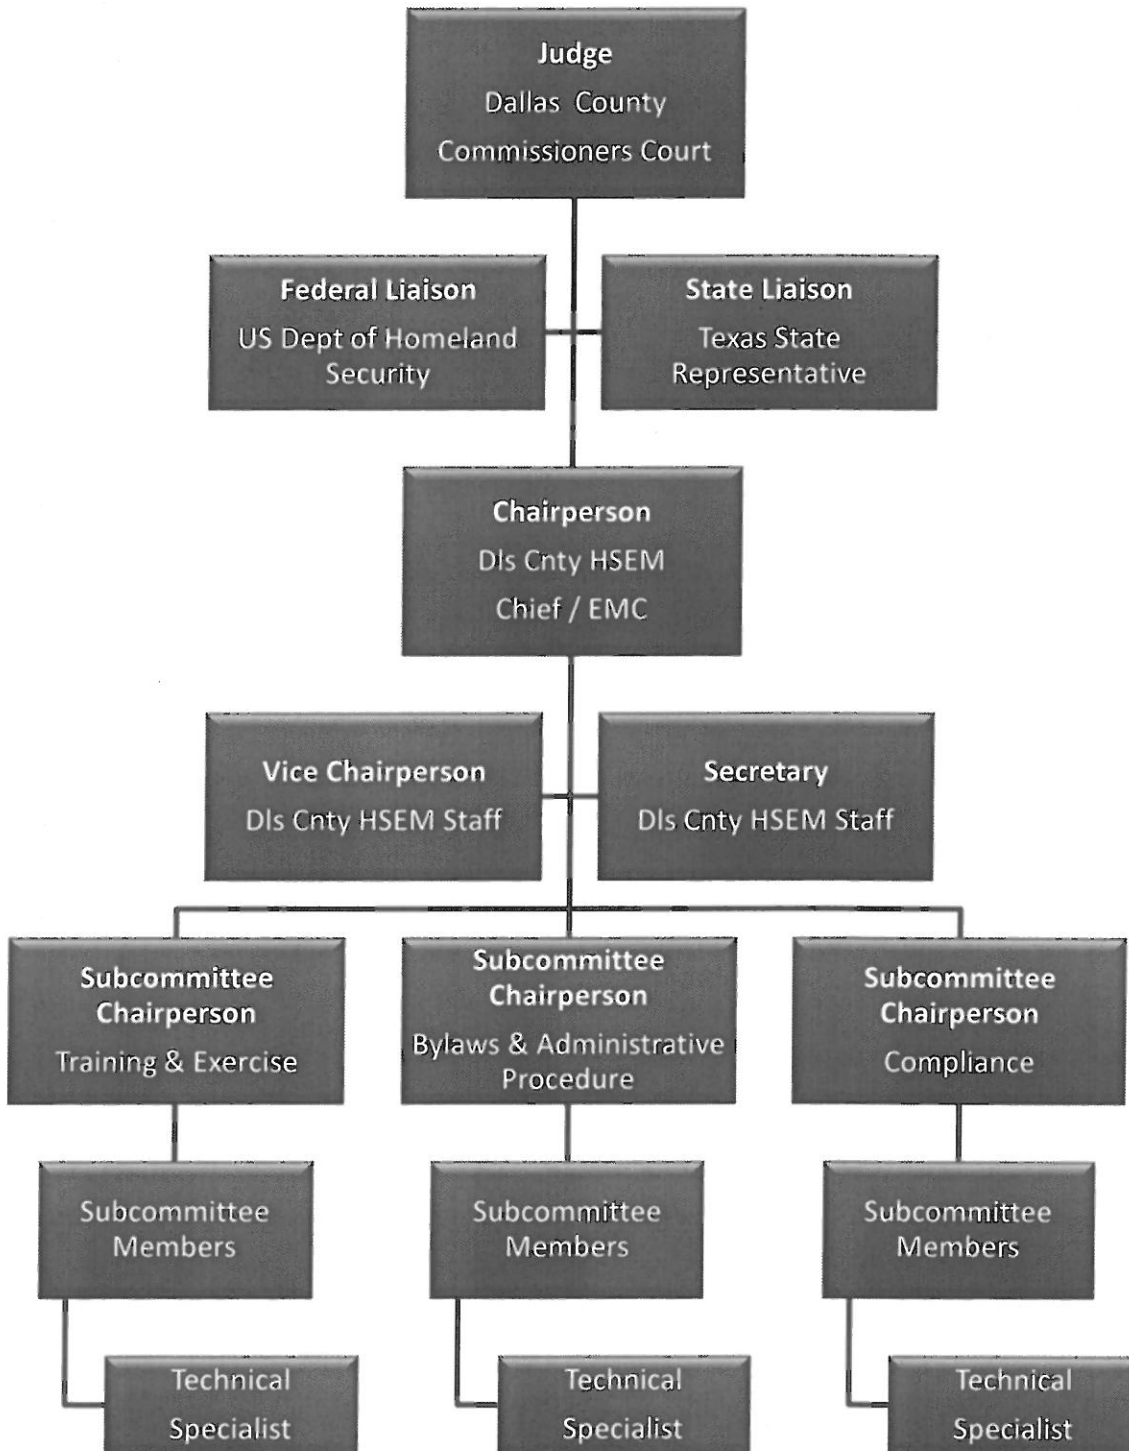 Judge
Dallas County
Commissioners Court
Federal Liaison
US Dept of Homeland
Security
State Liaison
Texas State
Representative
Chairperson
Dls Cnty HSEM
Chief / EMC
Vice Chairperson
Dls Cnty HSEM Staff
Secretary
Dls Cnty HSEM Staff
Subcommittee
Chairperson
Training & Exercise
Subcommittee
Chairperson
Bylaws & Administrative
Procedure
Subcommittee
Chairperson
Compliance
Subcommittee
Members
Subcommittee
Members
Subcommittee
Members
Technical
Specialist
Technical
Specialist
Technical
Specialist